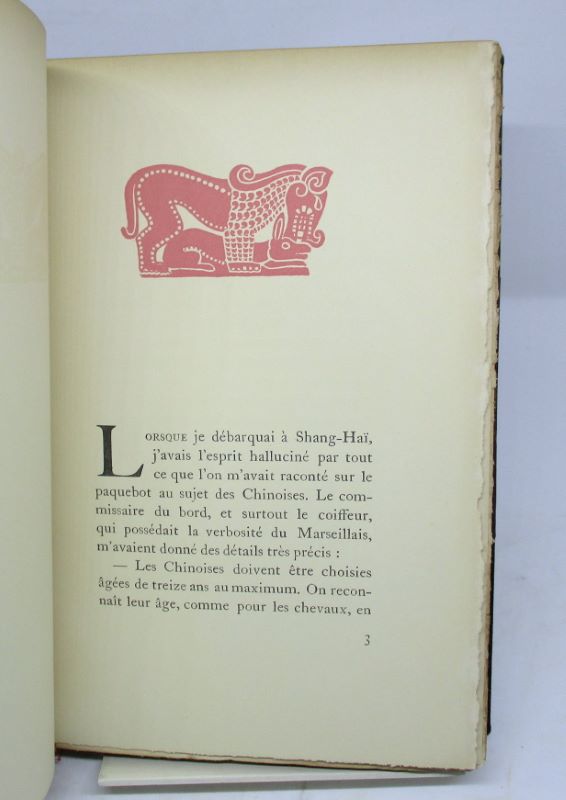 LORSQUE je débarquai à Shang-Haï,
j'avais l'esprit halluciné par tout
ce que l'on m'avait raconté sur le
paquebot au sujet des Chinoises. Le com-
missaire du bord, et surtout le coiffeur,
qui possédait la verbosité du Marseillais,
m'avaient donné des détails très précis :
— Les Chinoises doivent être choisies
âgées de treize ans au maximum. On recon-
naît leur âge, comme pour les chevaux, en
3